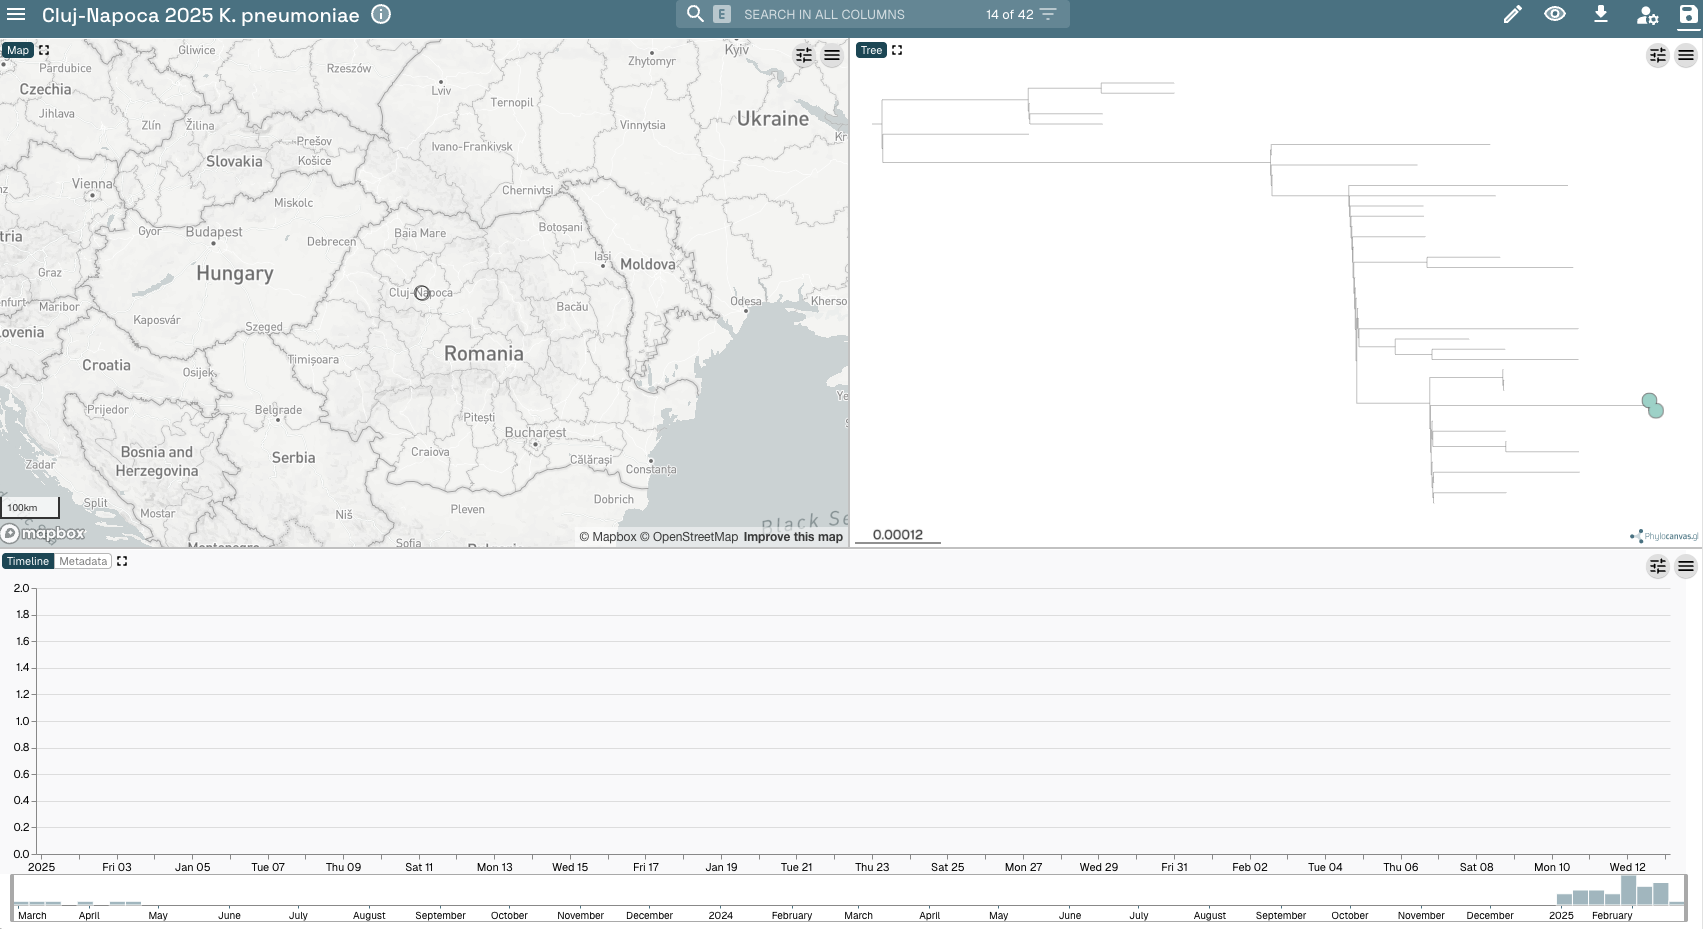 Cluj-Napoca 2025 K. pneumoniae
E SEARCH IN ALL COLUMNS 14 of 42
Map
Gliwice
Kyiv
Zhytomyr
Pardubice
Rzeszów
Czechia
Lviv
Ternopil
Jihlava
Ukraine
Zlín
Žilina
Vinnytsia
Prešov
Ivano-Frankivsk
Slovakia
Košice
Vienna
Chernivtsi
Miskolc
Győr
Budapest
Baia Mare
Botoșani
Debrecen
Iași
Moldova
Graz
Hungary
Cluj-Napoca
Maribor
Bacău
Odesa
Kherso
Kaposvár
Szeged
Croatia
Timișoara
Romania
Osijek
Prijedor
Belgrade
Pitești
Bucharest
Bosnia and
Herzegovina
Serbia
Craiova
Călărași
Zadar
Constanța
Split
Dobrich
100km
Mostar
Niš
Pleven
Black Se
mapbox
© Mapbox © OpenStreetMap Improve this map
Sofia
Tree
0.00012
Phylocanvas.gl
Timeline Metadata
2.0
1.8
1.6
1.4
1.2
1.0
0.8
0.6
0.4
0.2
0.0
2025 Fri 03 Jan 05 Tue 07 Thu 09 Sat 11 Mon 13 Wed 15 Fri 17 Jan 19 Tue 21 Thu 23 Sat 25 Mon 27 Wed 29 Fri 31 Feb 02 Tue 04 Thu 06 Sat 08 Mon 10 Wed 12
March April May June July August September October November December 2024 February March April May June July August September October November December 2025 February